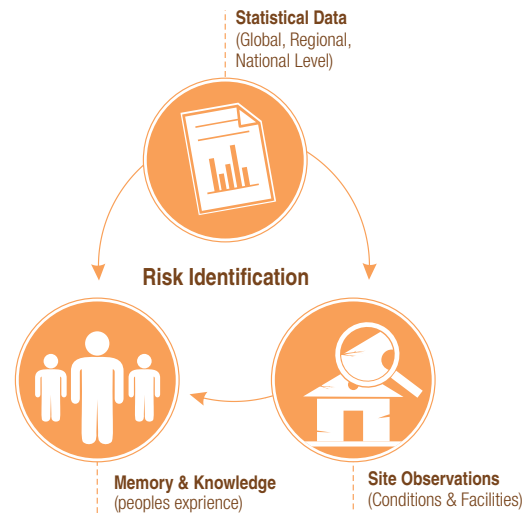 Statistical Data
(Global, Regional,
National Level)
Risk Identification
Memory & Knowledge
(peoples exprience)
Site Observations
(Conditions & Facilities)